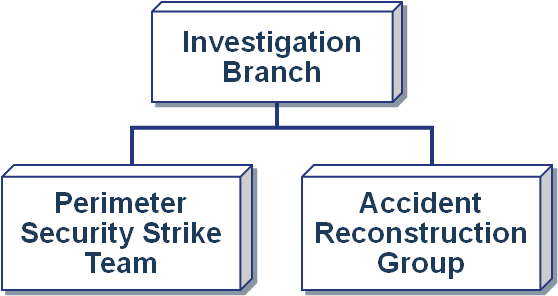 Investigation
Branch
Perimeter
Security Strike
Team
Accident
Reconstruction
Group